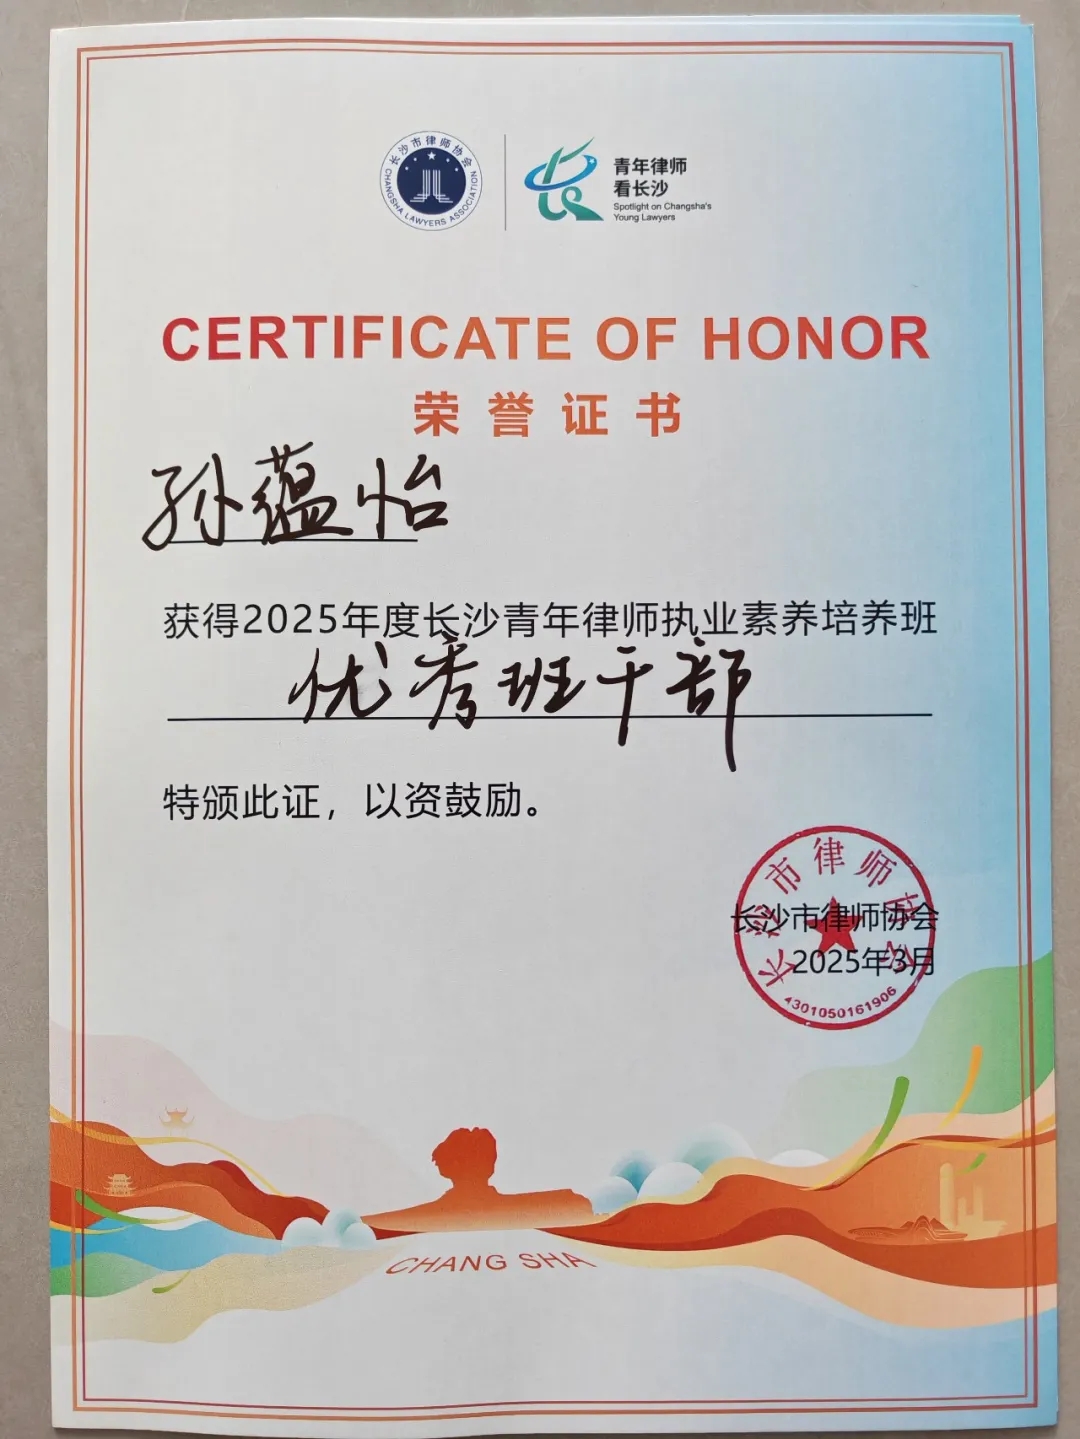 长沙市律师协会
CHANGSHA LAWYERS ASSOCIATION
青年律师
看长沙
Spotlight on Changsha's
Young Lawyers
CERTIFICATE OF HONOR
荣誉证书
孙蕴怡
获得2025年度长沙青年律师执业素养培养班
优秀班干部
特颁此证，以资鼓励。
长沙市律师协会
长沙市律师协会
2025年3月
4301050161906
CHANG SHA